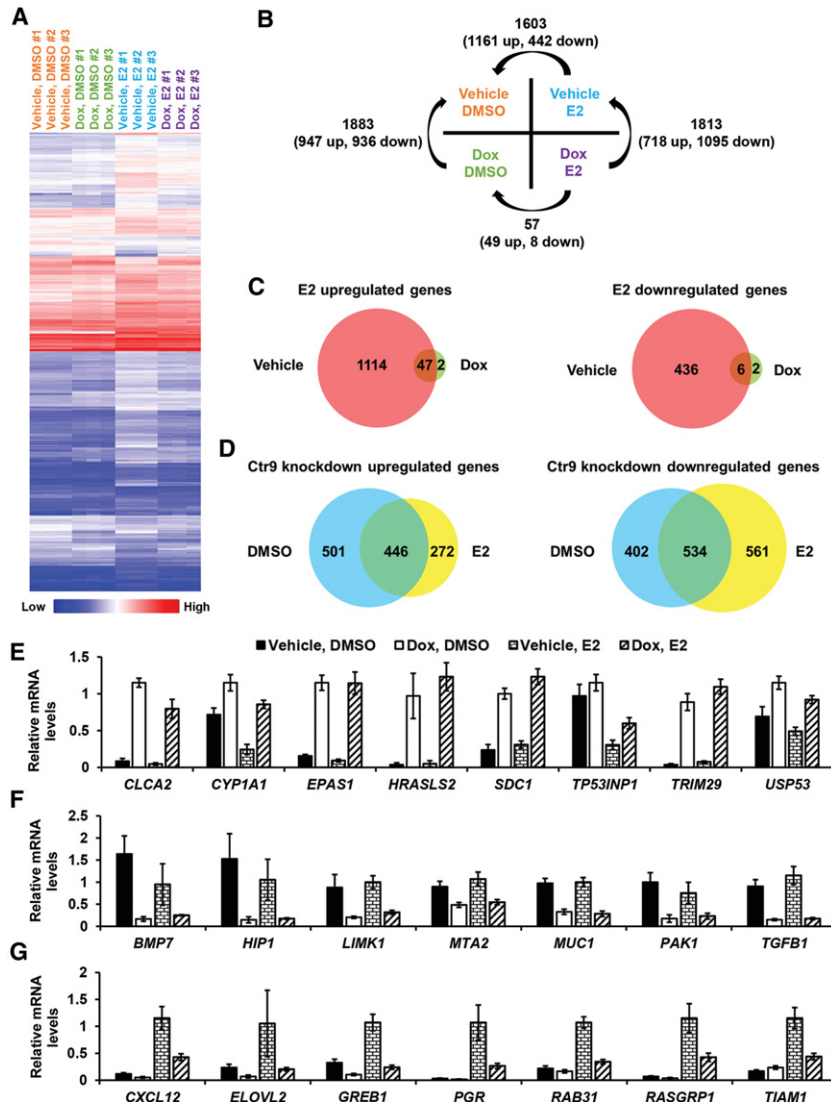 A
Vehicle, DMSO #1
Vehicle, DMSO #2
Vehicle, DMSO #3
Dox, DMSO #1
Dox, DMSO #2
Dox, DMSO #3
Vehicle, E2 #1
Vehicle, E2 #2
Vehicle, E2 #3
Dox, E2 #1
Dox, E2 #2
Dox, E2 #3
Low High
B
1603
(1161 up, 442 down)
Vehicle
DMSO
Vehicle
E2
1883
(947 up, 936 down)
1813
(718 up, 1095 down)
Dox
DMSO
Dox
E2
57
(49 up, 8 down)
C
E2 upregulated genes
Vehicle 1114 47 2 Dox
E2 downregulated genes
Vehicle 436 6 2 Dox
D
Ctr9 knockdown upregulated genes
DMSO 501 446 272 E2
Ctr9 knockdown downregulated genes
DMSO 402 534 561 E2
E
Vehicle, DMSO Dox, DMSO Vehicle, E2 Dox, E2
Relative mRNA
levels
1.5
1
0.5
0
CLCA2 CYP1A1 EPAS1 HRASLS2 SDC1 TP53INP1 TRIM29 USP53
F
Relative mRNA
levels
2.5
2
1.5
1
0.5
0
BMP7 HIP1 LIMK1 MTA2 MUC1 PAK1 TGFB1
G
Relative mRNA
levels
2
1.5
1
0.5
0
CXCL12 ELOVL2 GREB1 PGR RAB31 RASGRP1 TIAM1